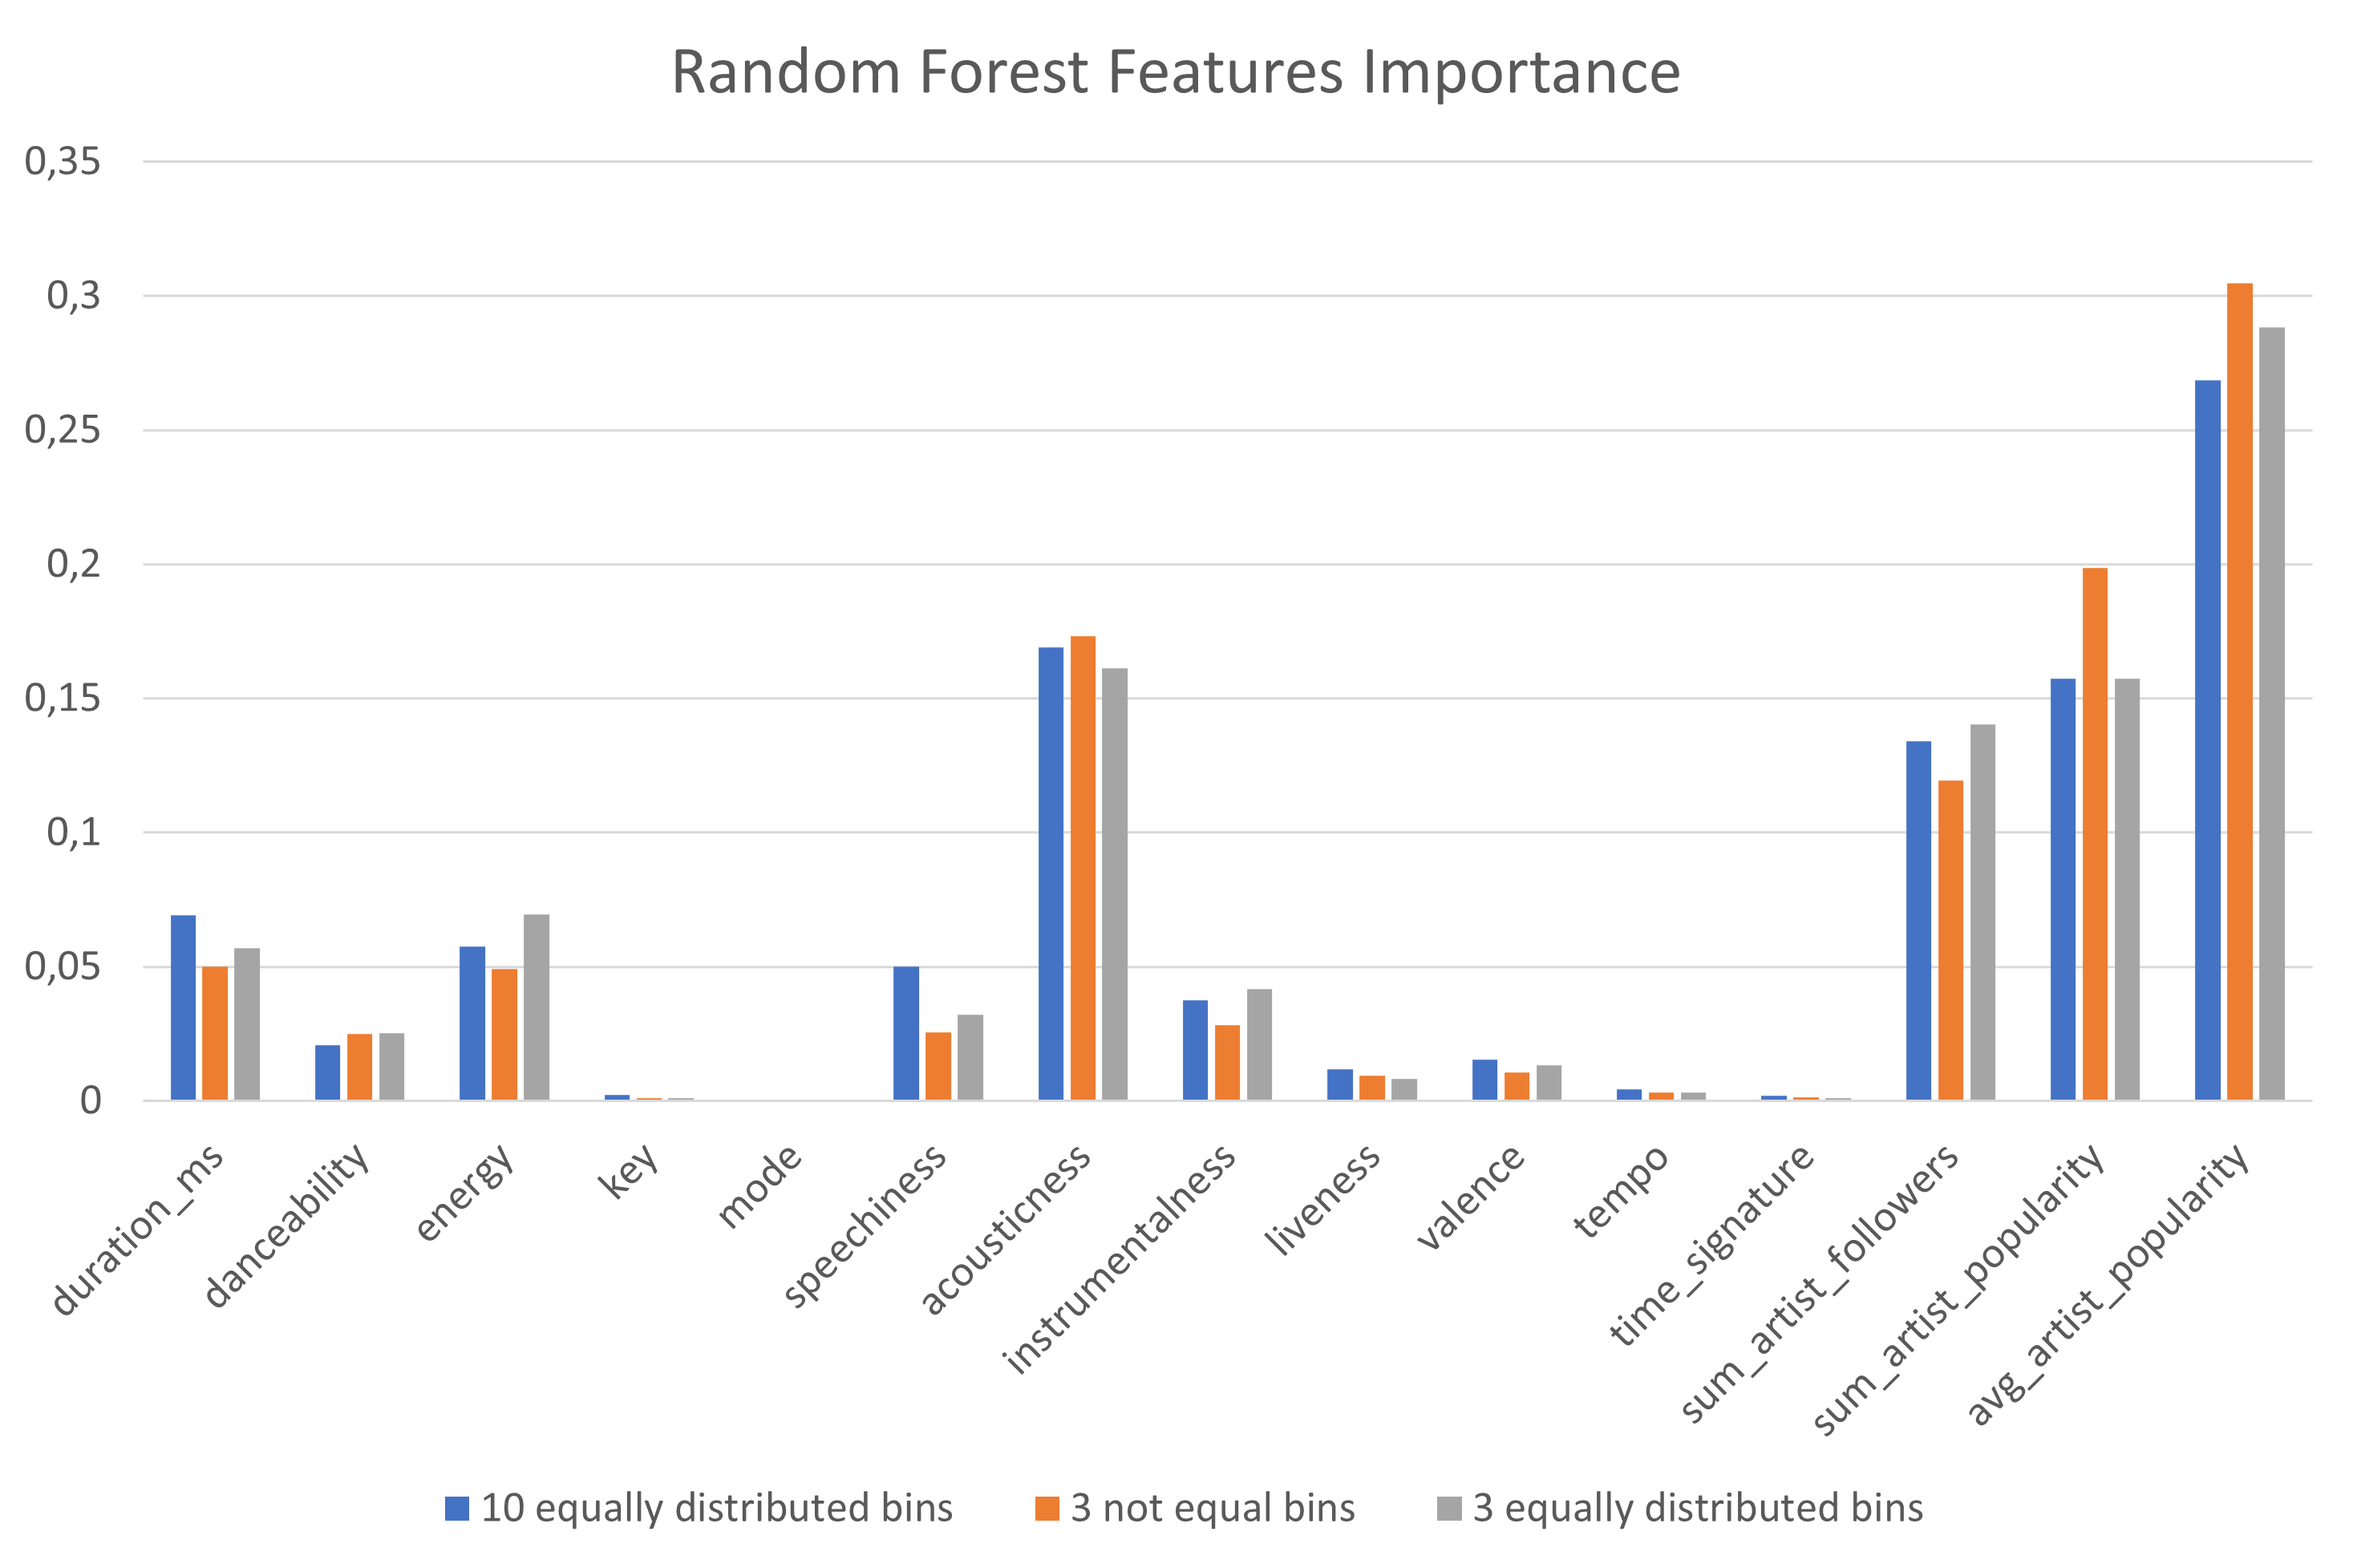 Random Forest Features Importance
0,35
0,3
0,25
0,2
0,15
0,1
0,05
0
duration_ms
danceability
energy
key
mode
speechiness
acousticness
instrumentalness
liveness
valence
tempo
time_signature
sum_artist_followers
sum_artist_popularity
avg_artist_popularity
10 equally distributed bins
3 not equal bins
3 equally distributed bins